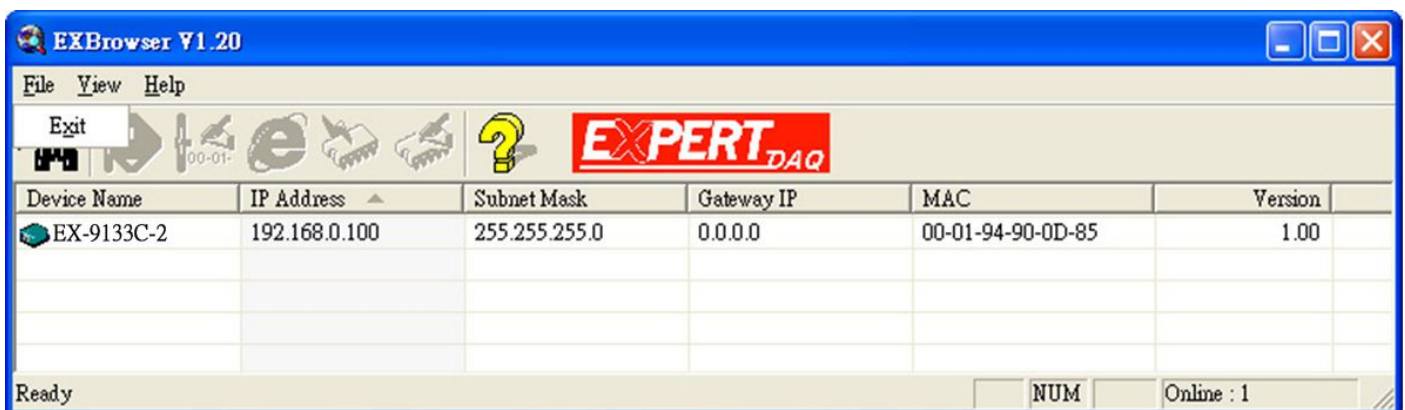 EXBrowser V1.20
File View Help
Exit
00-01-
EXPERT DAQ
Device Name IP Address Subnet Mask Gateway IP MAC Version
EX-9133C-2 192.168.0.100 255.255.255.0 0.0.0.0 00-01-94-90-0D-85 1.00
Ready NUM Online : 1